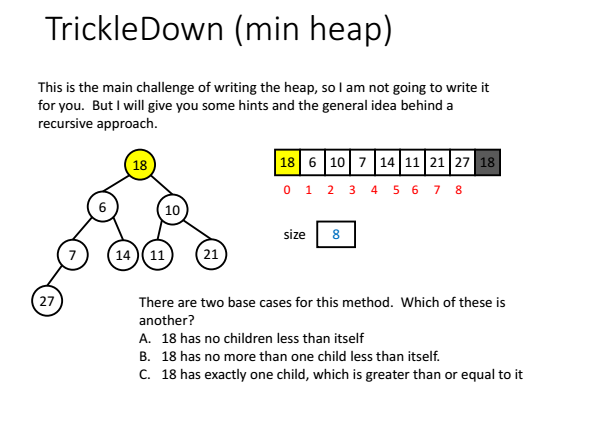 TrickleDown (min heap)
This is the main challenge of writing the heap, so I am not going to write it
for you. But I will give you some hints and the general idea behind a
recursive approach.
18
18 6 10 7 14 11 21 27 18
0 1 2 3 4 5 6 7 8
6 10
size 8
7 14 11 21
27
There are two base cases for this method. Which of these is
another?
A. 18 has no children less than itself
B. 18 has no more than one child less than itself.
C. 18 has exactly one child, which is greater than or equal to it